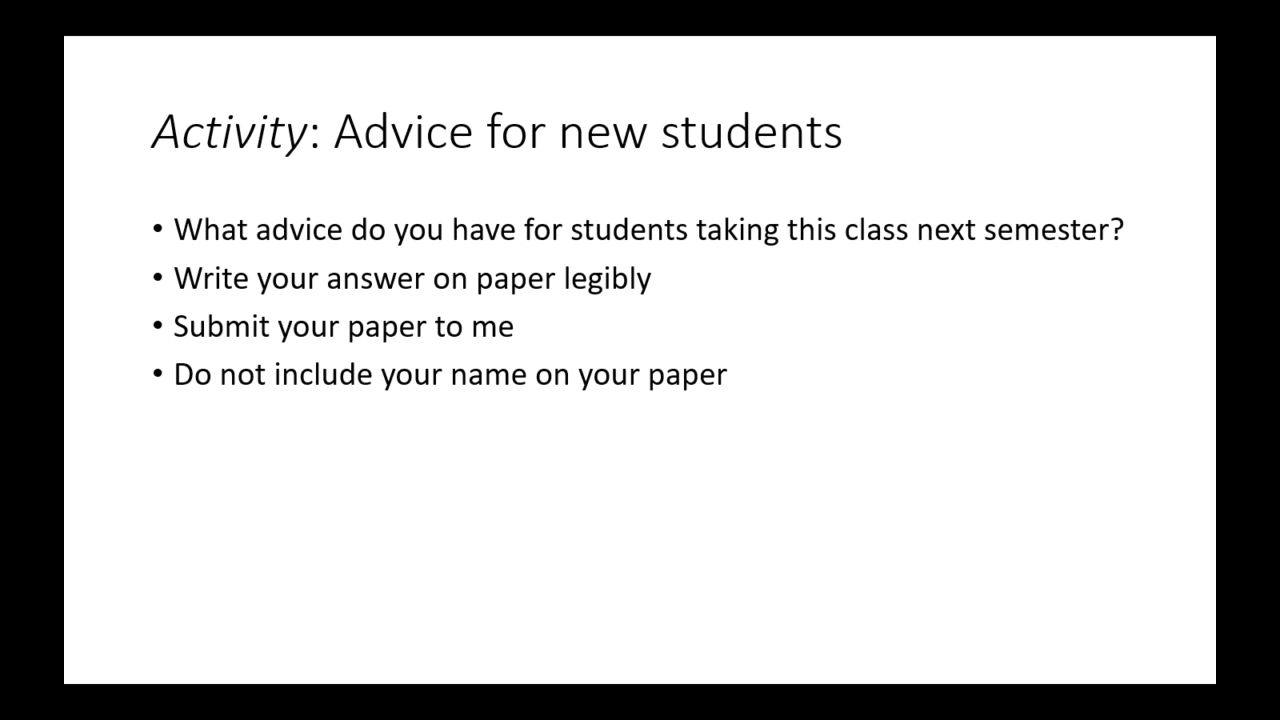 Activity: Advice for new students
• What advice do you have for students taking this class next semester?
• Write your answer on paper legibly
• Submit your paper to me
• Do not include your name on your paper